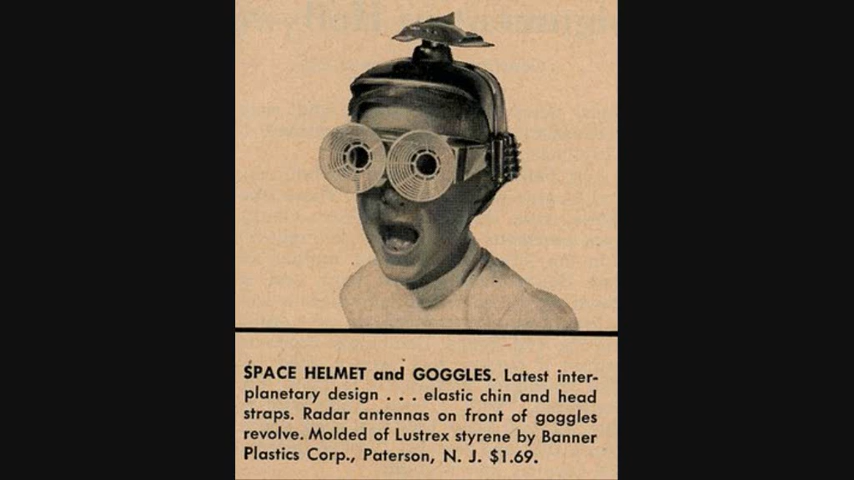 SPACE HELMET and GOGGLES. Latest inter-
planetary design . . . elastic chin and head
straps. Radar antennas on front of goggles
revolve. Molded of Lustrex styrene by Banner
Plastics Corp., Paterson, N. J. $1.69.